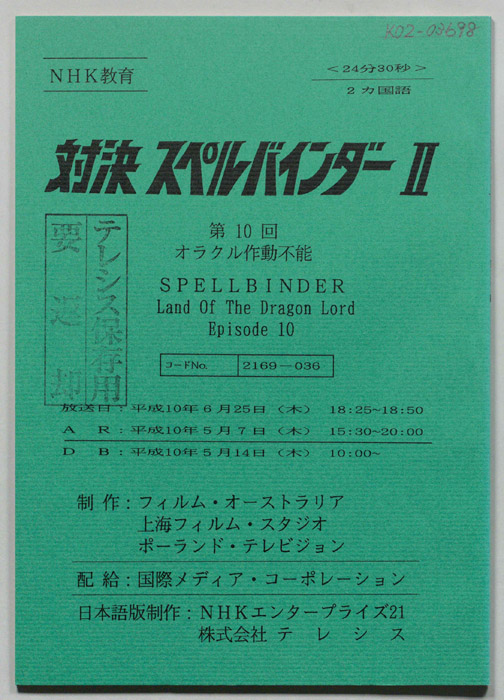 K02-03698
NHK教育
<24分30秒>
2カ国語
対決 スペルバインダー II
第10回
オラクル作動不能
SPELLBINDER
Land Of The Dragon Lord
Episode 10
テレシス保存用
要返却
コードNo. 2169-036
放送日:平成10年6月25日(木) 18:25~18:50
A R:平成10年5月7日(木) 15:30~20:00
D B:平成10年5月14日(木) 10:00~
制作:フィルム・オーストラリア
上海フィルム・スタジオ
ポーランド・テレビジョン
配給:国際メディア・コーポレーション
日本語版制作:NHKエンタープライズ21
株式会社 テレシス